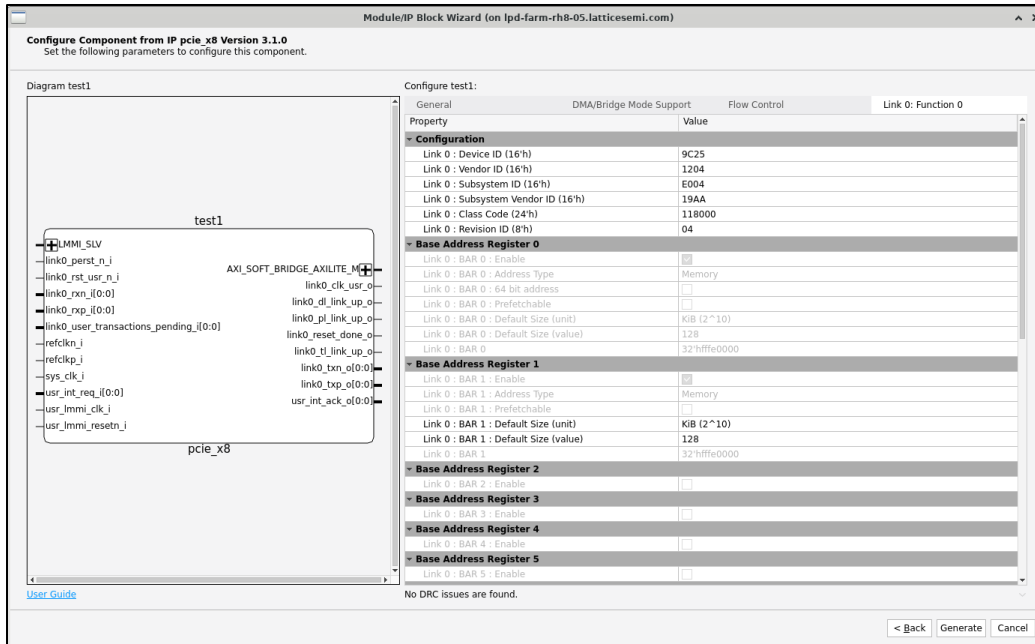 Module/IP Block Wizard (on lpd-farm-rh8-05.latticesemi.com)
Configure Component from IP pcie_x8 Version 3.1.0
Set the following parameters to configure this component.
Diagram test1
test1
LMMI_SLV
link0_perst_n_i
link0_rst_usr_n_i
link0_rxn_i[0:0]
link0_rxp_i[0:0]
link0_user_transactions_pending_i[0:0]
refclkn_i
refclkp_i
sys_clk_i
usr_int_req_i[0:0]
usr_lmmi_clk_i
usr_lmmi_resetn_i
AXI_SOFT_BRIDGE_AXILITE_M
link0_clk_usr_o
link0_dl_link_up_o
link0_pl_link_up_o
link0_reset_done_o
link0_tl_link_up_o
link0_txn_o[0:0]
link0_txp_o[0:0]
usr_int_ack_o[0:0]
pcie_x8
User Guide
Configure test1:
General DMA/Bridge Mode Support Flow Control Link 0: Function 0
Property Value
Configuration
Link 0 : Device ID (16'h) 9C25
Link 0 : Vendor ID (16'h) 1204
Link 0 : Subsystem ID (16'h) E004
Link 0 : Subsystem Vendor ID (16'h) 19AA
Link 0 : Class Code (24'h) 118000
Link 0 : Revision ID (8'h) 04
Base Address Register 0
Link 0 : BAR 0 : Enable
Link 0 : BAR 0 : Address Type Memory
Link 0 : BAR 0 : 64 bit address
Link 0 : BAR 0 : Prefetchable
Link 0 : BAR 0 : Default Size (unit) KiB (2^10)
Link 0 : BAR 0 : Default Size (value) 128
Link 0 : BAR 0 32'hfffe0000
Base Address Register 1
Link 0 : BAR 1 : Enable
Link 0 : BAR 1 : Address Type Memory
Link 0 : BAR 1 : Prefetchable
Link 0 : BAR 1 : Default Size (unit) KiB (2^10)
Link 0 : BAR 1 : Default Size (value) 128
Link 0 : BAR 1 32'hfffe0000
Base Address Register 2
Link 0 : BAR 2 : Enable
Base Address Register 3
Link 0 : BAR 3 : Enable
Base Address Register 4
Link 0 : BAR 4 : Enable
Base Address Register 5
Link 0 : BAR 5 : Enable
No DRC issues are found.
< Back Generate Cancel